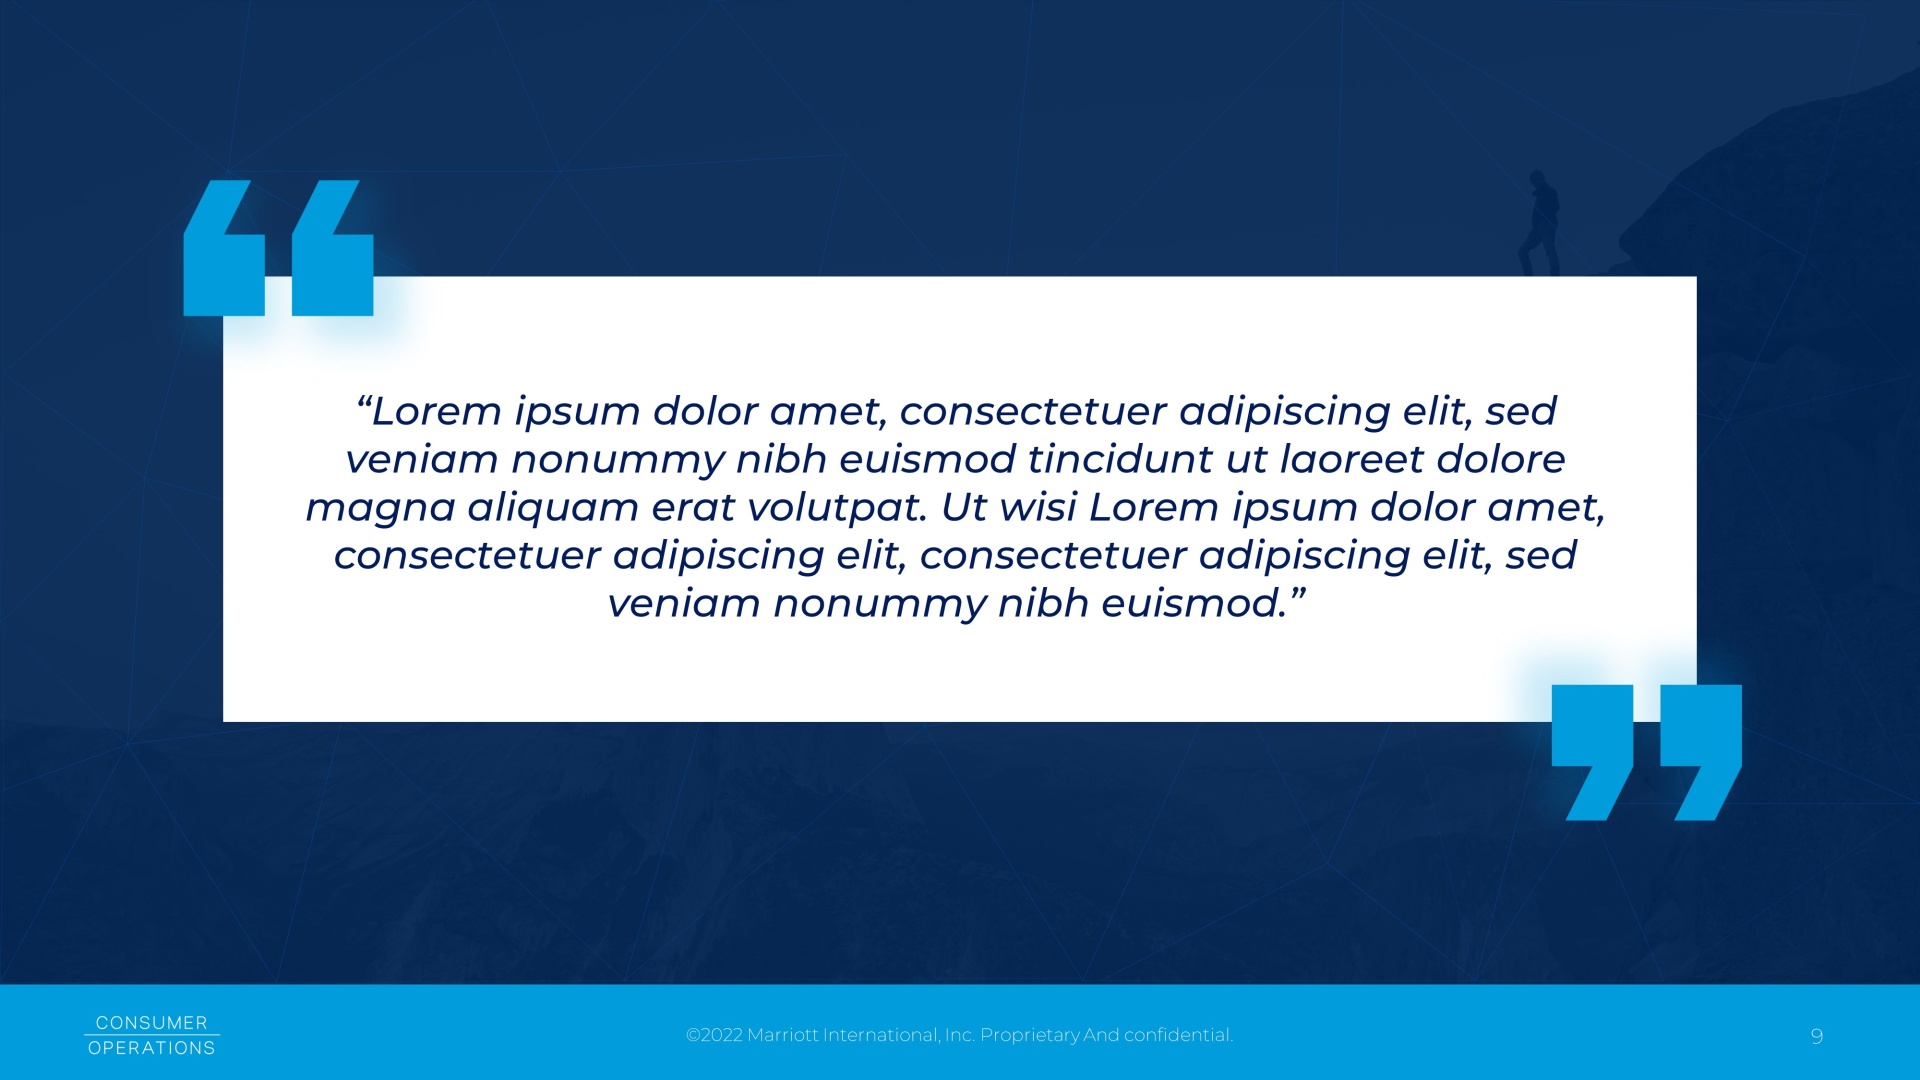 “Lorem ipsum dolor amet, consectetuer adipiscing elit, sed
veniam nonummy nibh euismod tincidunt ut laoreet dolore
magna aliquam erat volutpat. Ut wisi Lorem ipsum dolor amet,
consectetuer adipiscing elit, consectetuer adipiscing elit, sed
veniam nonummy nibh euismod.”
CONSUMER
OPERATIONS
©2022 Marriott International, Inc. Proprietary And confidential.
9